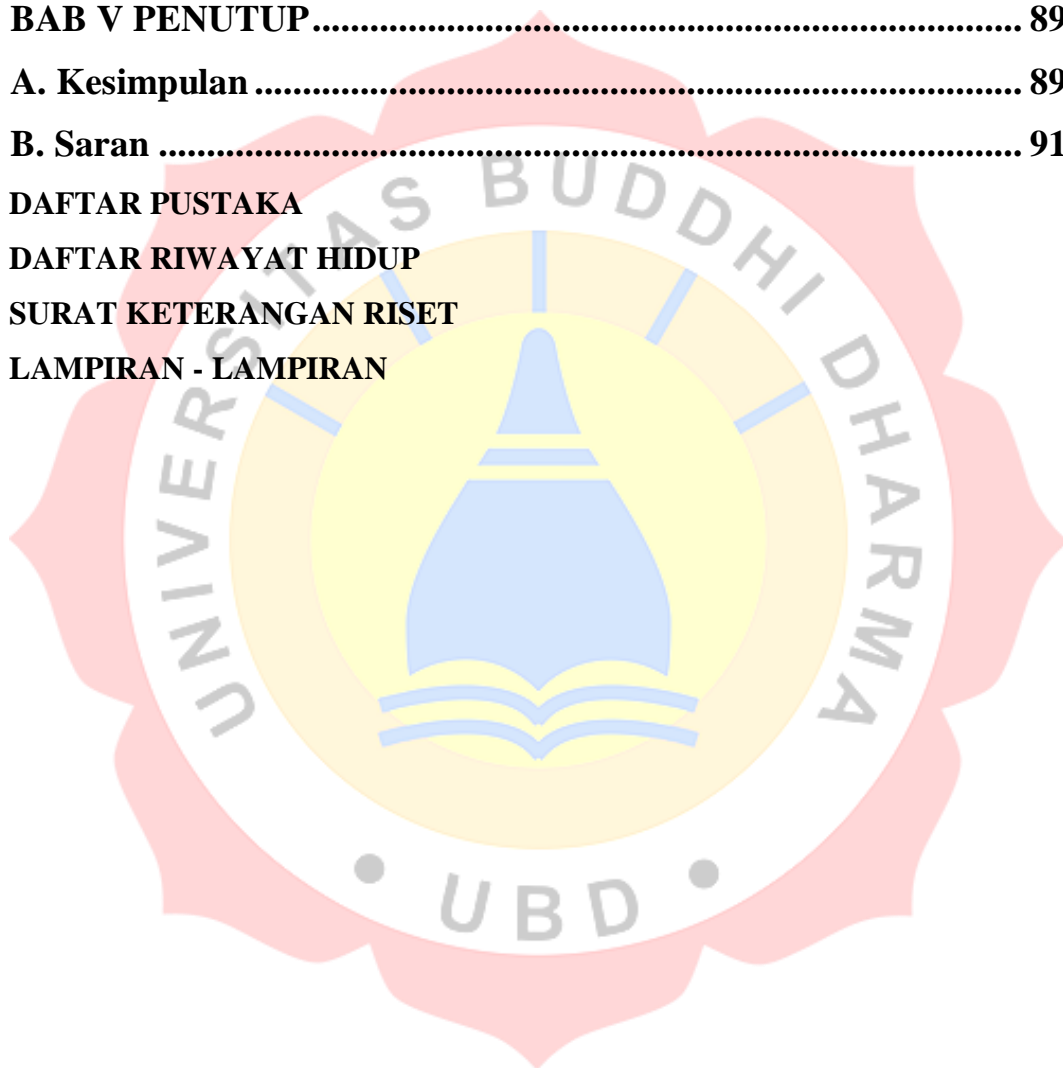 BAB V PENUTUP........................................................................... 89
A. Kesimpulan ................................................................................. 89
B. Saran ........................................................................................... 91
DAFTAR PUSTAKA
DAFTAR RIWAYAT HIDUP
SURAT KETERANGAN RISET
LAMPIRAN - LAMPIRAN
UNIVERSITAS BUDDHI DHARMA
• UBD •